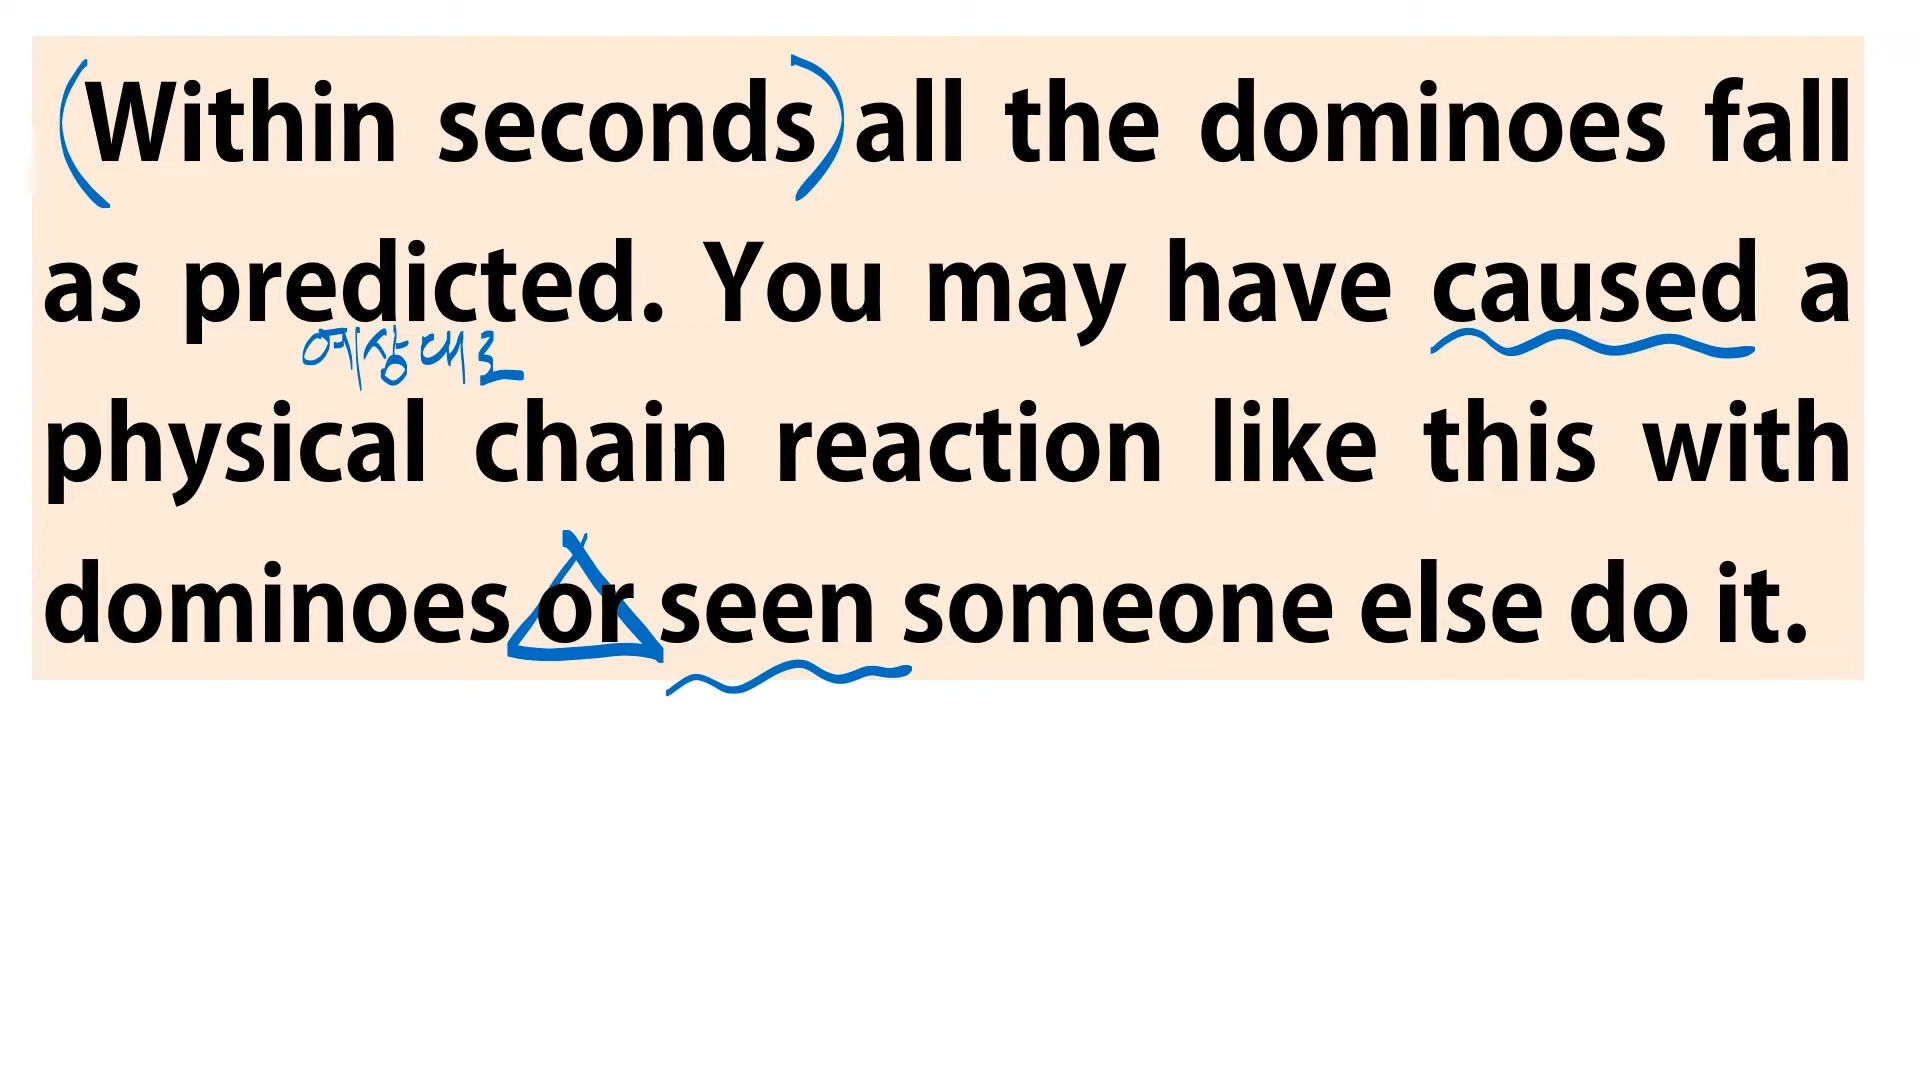 Within seconds all the dominoes fall
as predicted. You may have caused a
예상대로
physical chain reaction like this with
dominoes or seen someone else do it.